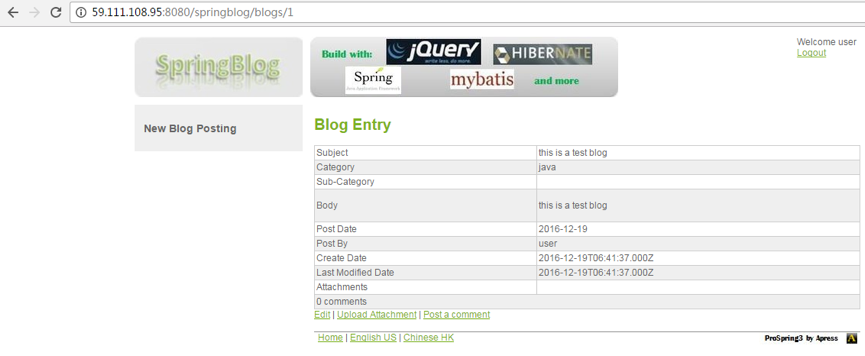 59.111.108.95:8080/springblog/blogs/1
Welcome user
Logout
SpringBlog
Build with: jQuery write less, do more. HIBERNATE
Spring Java Application Framework mybatis and more
New Blog Posting
Blog Entry
Subject this is a test blog
Category java
Sub-Category
Body this is a test blog
Post Date 2016-12-19
Post By user
Create Date 2016-12-19T06:41:37.000Z
Last Modified Date 2016-12-19T06:41:37.000Z
Attachments
0 comments
Edit | Upload Attachment | Post a comment
Home | English US | Chinese HK
ProSpring3 by Apress A